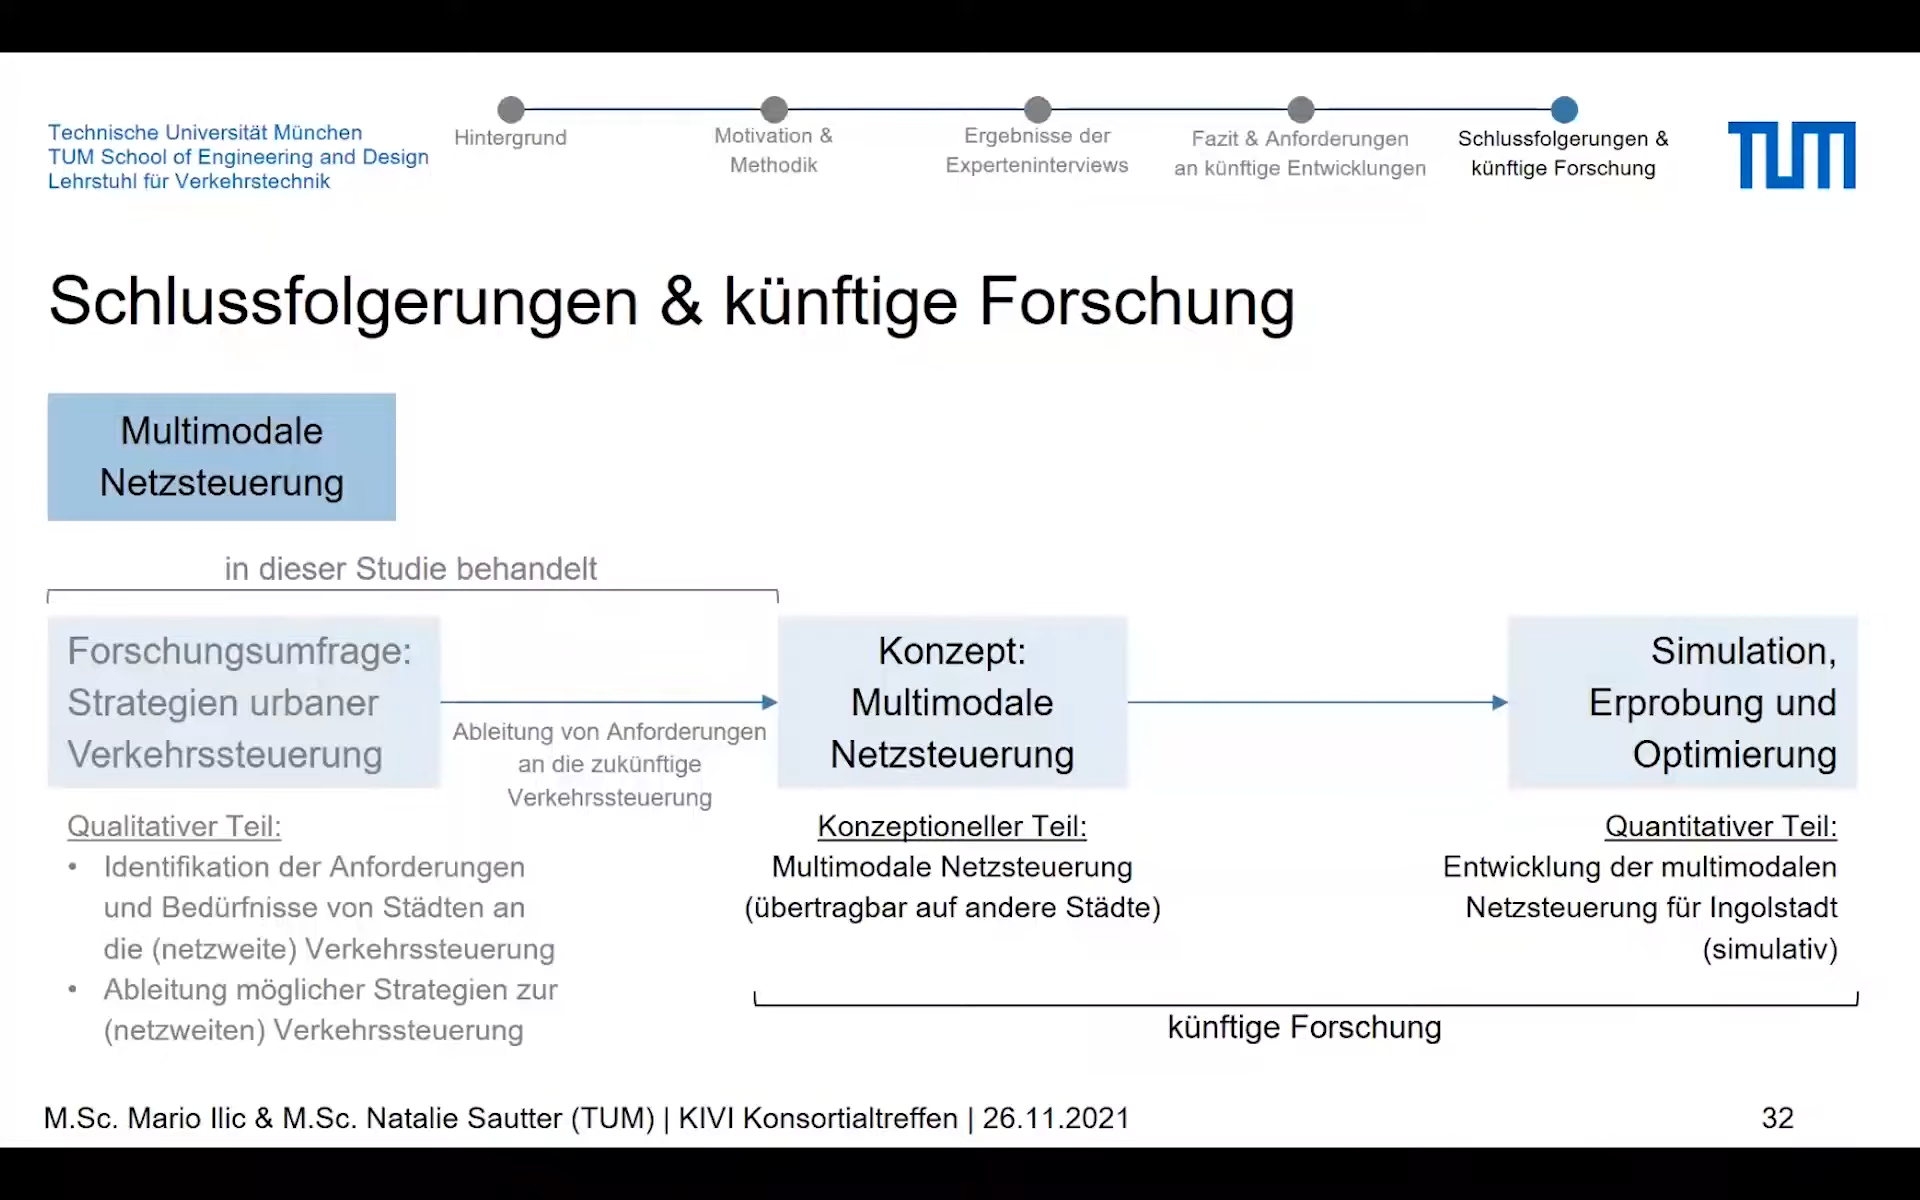 Technische Universität München
TUM School of Engineering and Design
Lehrstuhl für Verkehrstechnik
Hintergrund
Motivation &
Methodik
Ergebnisse der
Experteninterviews
Fazit & Anforderungen
an künftige Entwicklungen
Schlussfolgerungen &
künftige Forschung
TUM
Schlussfolgerungen & künftige Forschung
Multimodale
Netzsteuerung
in dieser Studie behandelt
Forschungsumfrage:
Strategien urbaner
Verkehrssteuerung
Ableitung von Anforderungen
an die zukünftige
Verkehrssteuerung
Konzept:
Multimodale
Netzsteuerung
Simulation,
Erprobung und
Optimierung
Qualitativer Teil:
• Identifikation der Anforderungen
und Bedürfnisse von Städten an
die (netzweite) Verkehrssteuerung
• Ableitung möglicher Strategien zur
(netzweiten) Verkehrssteuerung
Konzeptioneller Teil:
Multimodale Netzsteuerung
(übertragbar auf andere Städte)
Quantitativer Teil:
Entwicklung der multimodalen
Netzsteuerung für Ingolstadt
(simulativ)
künftige Forschung
M.Sc. Mario Ilic & M.Sc. Natalie Sautter (TUM) | KIVI Konsortialtreffen | 26.11.2021
32